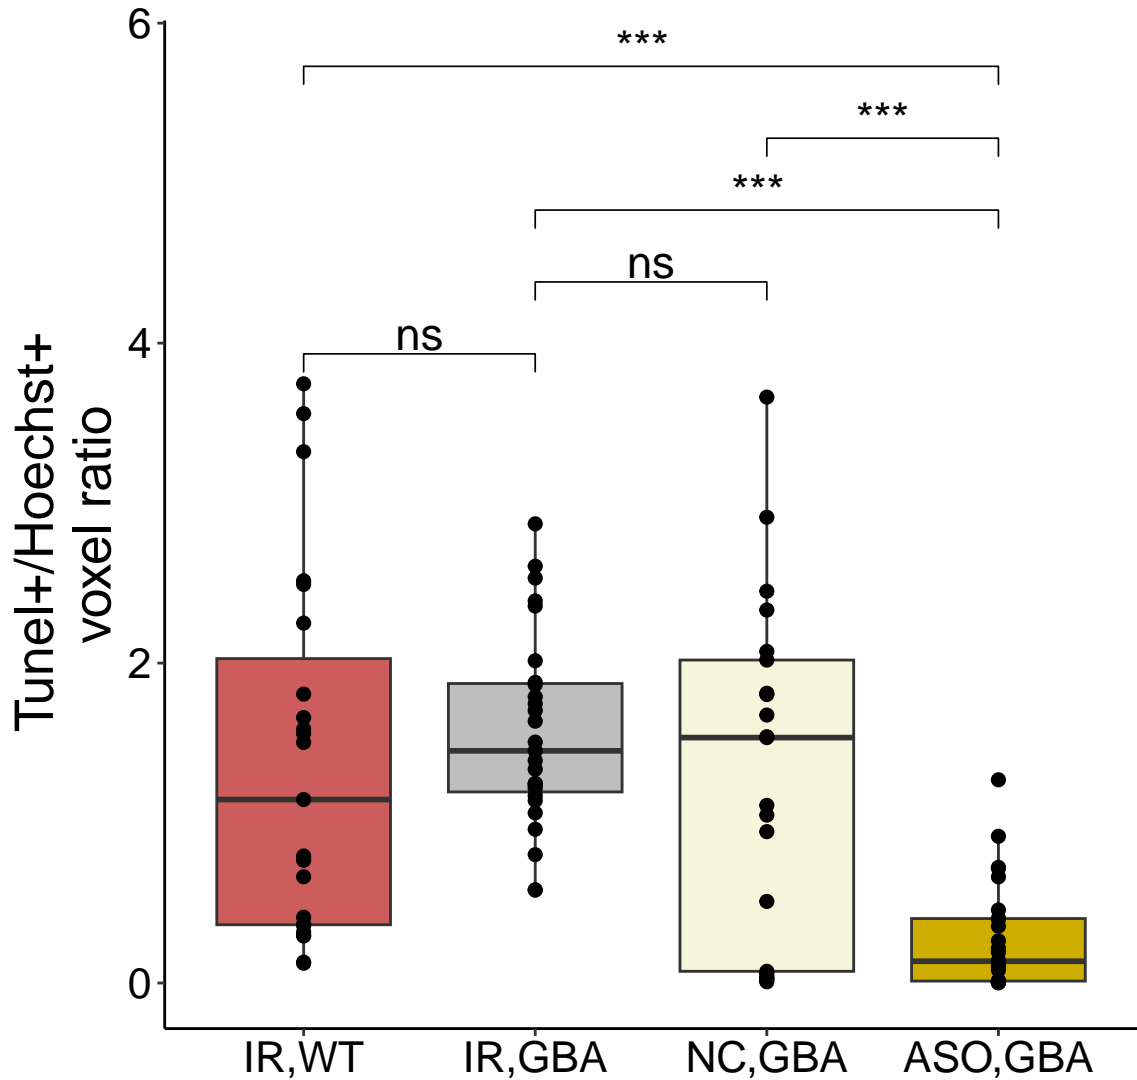 6
***
***
***
ns
4
ns
Tunel+/Hoechst+
voxel ratio
2
0
IR,WT IR,GBA NC,GBA ASO,GBA